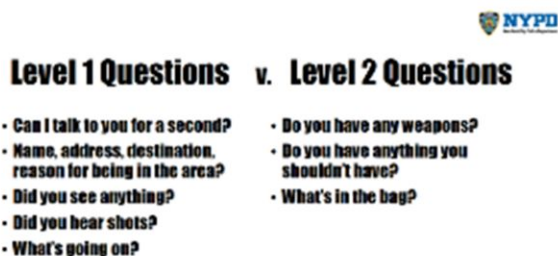 NYPD
Level 1 Questions v. Level 2 Questions
• Can I talk to you for a second?
• Name, address, destination,
reason for being in the area?
• Did you see anything?
• Did you hear shots?
• What's going on?
• Do you have any weapons?
• Do you have anything you
shouldn't have?
• What's in the bag?